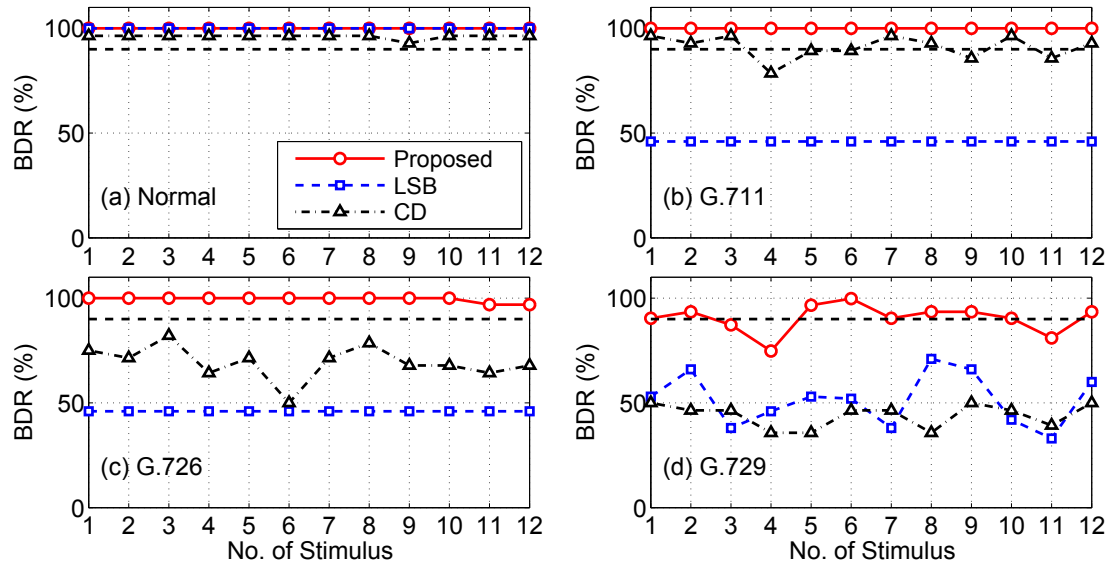 100
50
0
BDR (%)
(a) Normal
Proposed
LSB
CD
1 2 3 4 5 6 7 8 9 10 11 12
100
50
0
BDR (%)
(b) G.711
1 2 3 4 5 6 7 8 9 10 11 12
100
50
0
BDR (%)
(c) G.726
1 2 3 4 5 6 7 8 9 10 11 12
No. of Stimulus
100
50
0
BDR (%)
(d) G.729
1 2 3 4 5 6 7 8 9 10 11 12
No. of Stimulus